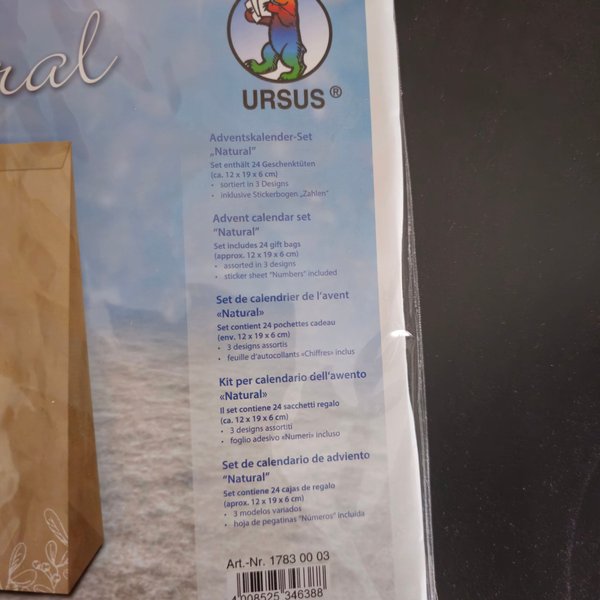 ral
URSUS®
Adventskalender-Set
„Natural"
Set enthält 24 Geschenktüten
(ca. 12 x 19 x 6 cm)
• sortiert in 3 Designs
• inklusive Stickerbogen „Zahlen"
Advent calendar set
"Natural"
Set includes 24 gift bags
(approx. 12 x 19 x 6 cm)
• assorted in 3 designs
• sticker sheet "Numbers" included
Set de calendrier de l'avent
«Natural»
Set contient 24 pochettes cadeau
(env. 12 x 19 x 6 cm)
• 3 designs assortis
• feuille d'autocollants «Chiffres» inclus
Kit per calendario dell'awento
«Natural»
Il set contiene 24 sacchetti regalo
(ca. 12 x 19 x 6 cm)
• 3 designs assortiti
• foglio adesivo «Numeri» incluso
Set de calendario de adviento
"Natural"
Set contiene 24 cajas de regalo
(aprox. 12 x 19 x 6 cm)
• 3 modelos variados
• hoja de pegatinas "Números" incluida
Art.-Nr. 1783 00 03
4 008525 346388